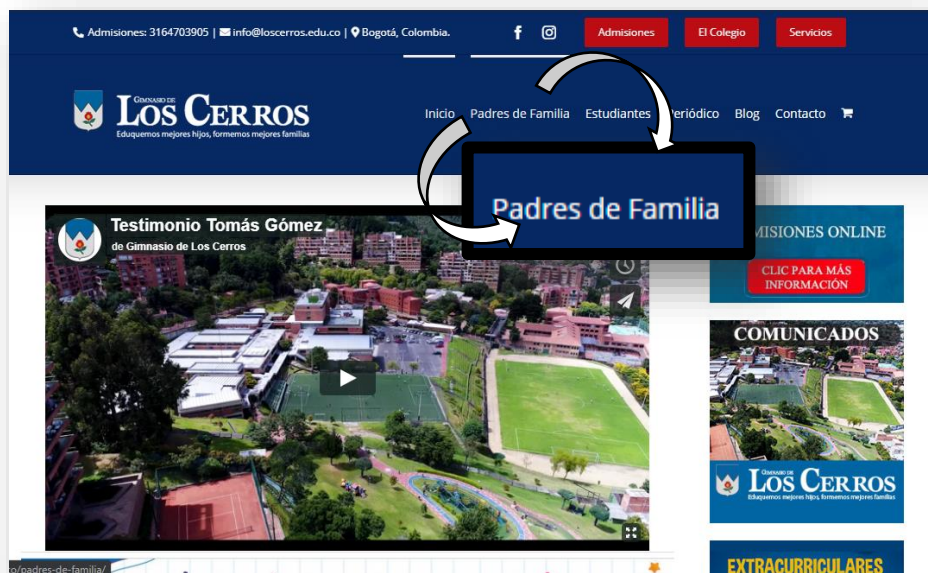 Admisiones: 3164703905 | info@loscerros.edu.co | Bogotá, Colombia.
Admisiones
El Colegio
Servicios
GIMNASIO DE
LOS CERROS
Eduquemos mejores hijos, formemos mejores familias
Inicio Padres de Familia Estudiantes Periódico Blog Contacto
Padres de Familia
Testimonio Tomás Gómez
de Gimnasio de Los Cerros
MISIONES ONLINE
CLIC PARA MÁS
INFORMACIÓN
COMUNICADOS
GIMNASIO DE
LOS CERROS
Eduquemos mejores hijos, formemos mejores familias
EXTRACURRICULARES
o/padres-de-familia/